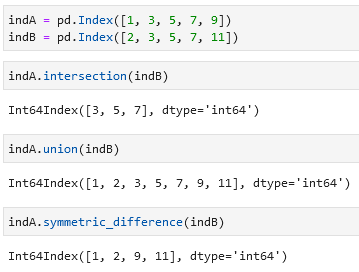 indA = pd.Index([1, 3, 5, 7, 9])
indB = pd.Index([2, 3, 5, 7, 11])
indA.intersection(indB)
Int64Index([3, 5, 7], dtype='int64')
indA.union(indB)
Int64Index([1, 2, 3, 5, 7, 9, 11], dtype='int64')
indA.symmetric_difference(indB)
Int64Index([1, 2, 9, 11], dtype='int64')